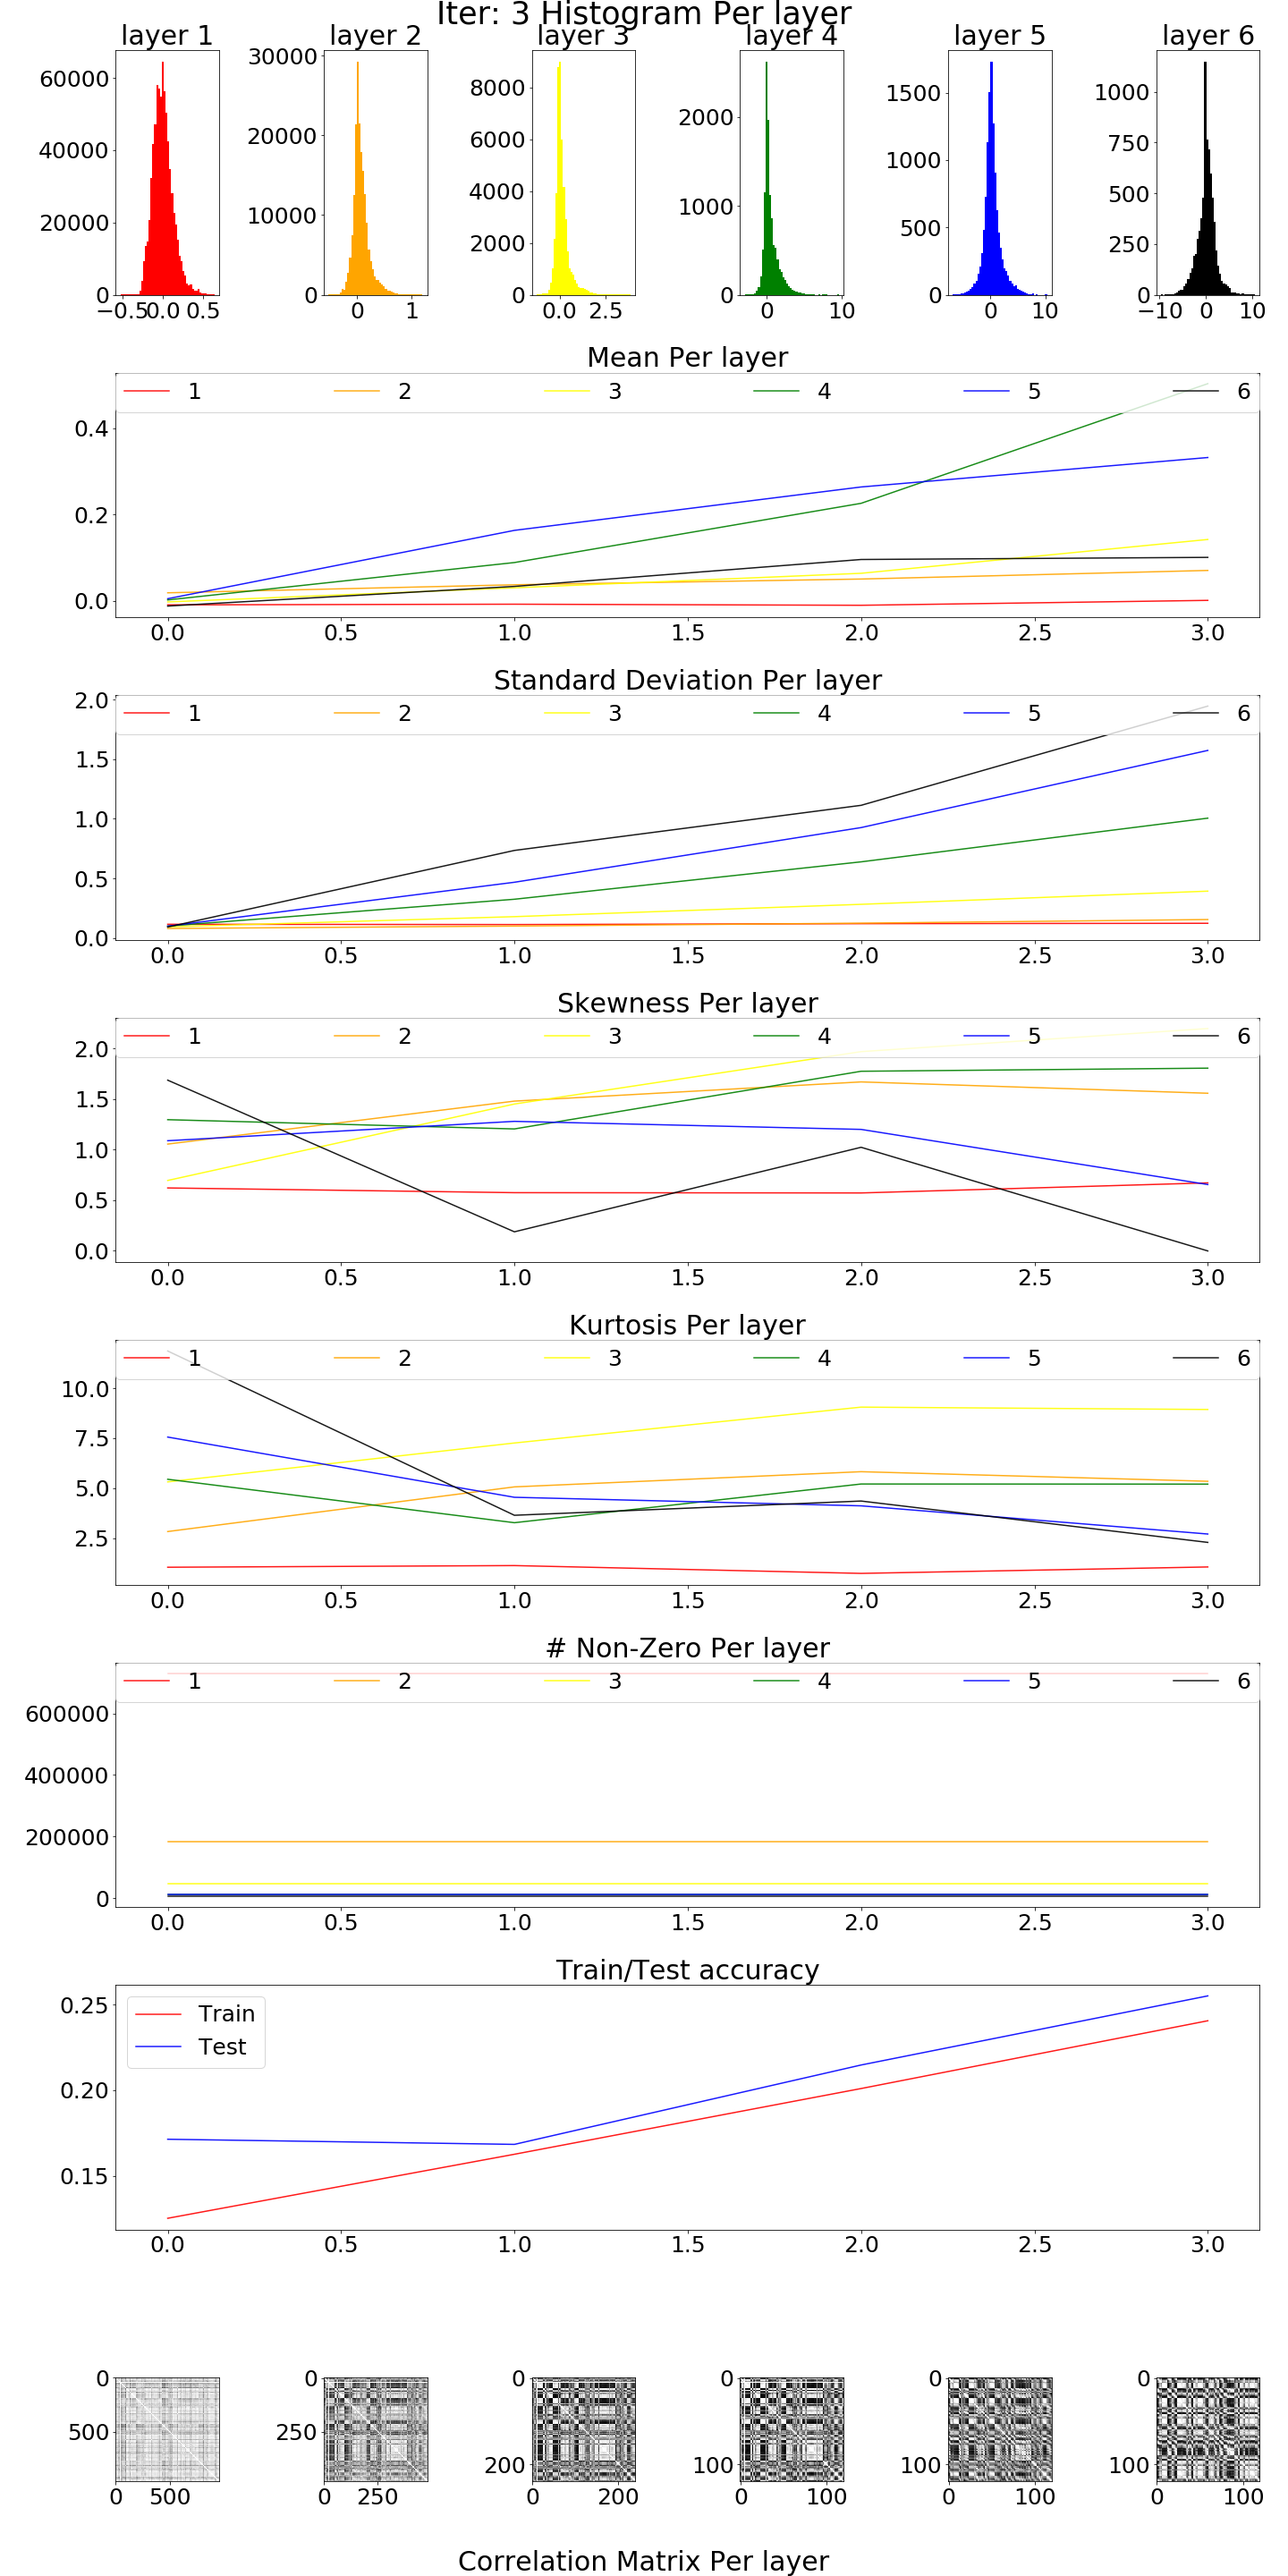 Iter: 3 Histogram Per layer
layer 1 layer 2 layer 3 layer 4 layer 5 layer 6
60000
40000
20000
0
−0.5 0.0 0.5
30000
20000
10000
0
0 1
8000
6000
4000
2000
0
0.0 2.5
2000
1000
0
0 10
1500
1000
500
0
0 10
1000
750
500
250
0
−10 0 10
Mean Per layer
1 2 3 4 5 6
0.4
0.2
0.0
0.0 0.5 1.0 1.5 2.0 2.5 3.0
Standard Deviation Per layer
1 2 3 4 5 6
2.0
1.5
1.0
0.5
0.0
0.0 0.5 1.0 1.5 2.0 2.5 3.0
Skewness Per layer
1 2 3 4 5 6
2.0
1.5
1.0
0.5
0.0
0.0 0.5 1.0 1.5 2.0 2.5 3.0
Kurtosis Per layer
1 2 3 4 5 6
10.0
7.5
5.0
2.5
0.0 0.5 1.0 1.5 2.0 2.5 3.0
# Non-Zero Per layer
1 2 3 4 5 6
600000
400000
200000
0
0.0 0.5 1.0 1.5 2.0 2.5 3.0
Train/Test accuracy
Train
Test
0.25
0.20
0.15
0.0 0.5 1.0 1.5 2.0 2.5 3.0
0
500
0 500
0
250
0 250
0
200
0 200
0
100
0 100
0
100
0 100
0
100
0 100
Correlation Matrix Per layer